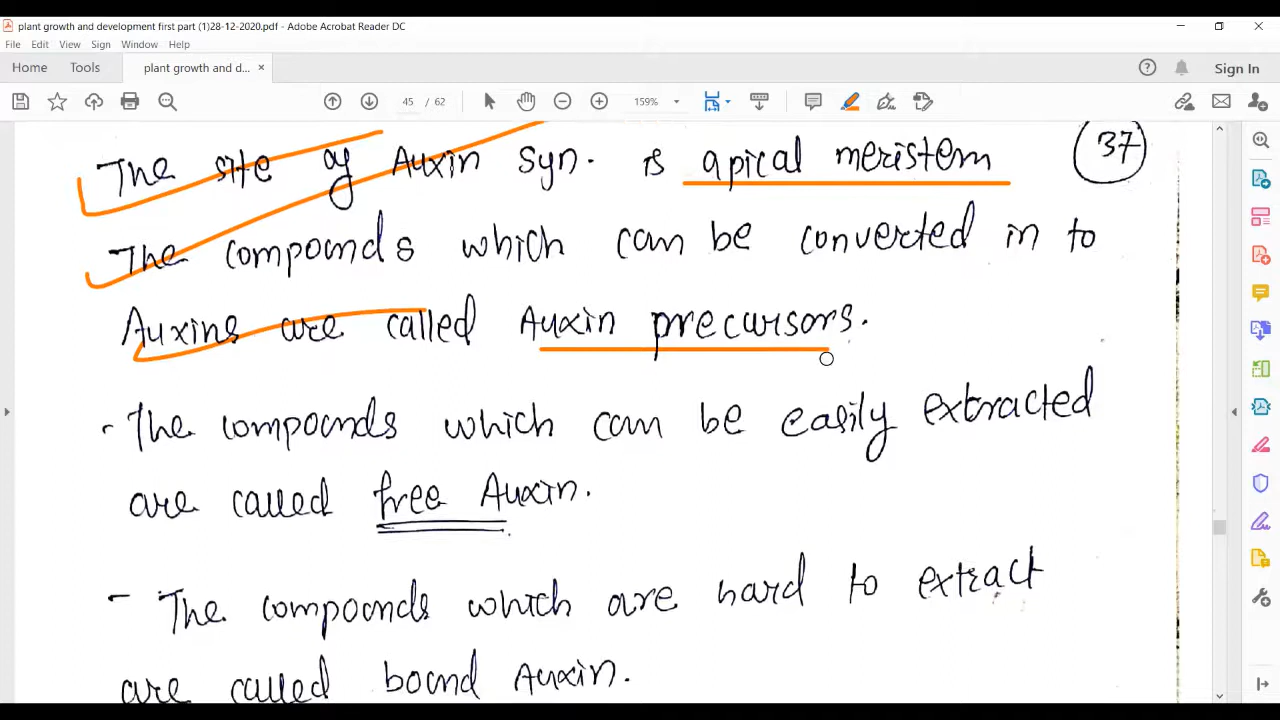 plant growth and development first part (1)28-12-2020.pdf - Adobe Acrobat Reader DC
File Edit View Sign Window Help
Home Tools plant growth and d... × Sign In
45 / 62 159%
The site of Auxin syn. is apical meristem 37
The compounds which can be converted in to
Auxins are called Auxin precursors.
The compounds which can be easily extracted
are called free Auxin.
- The compounds which are hard to extract
are called bound Auxin.